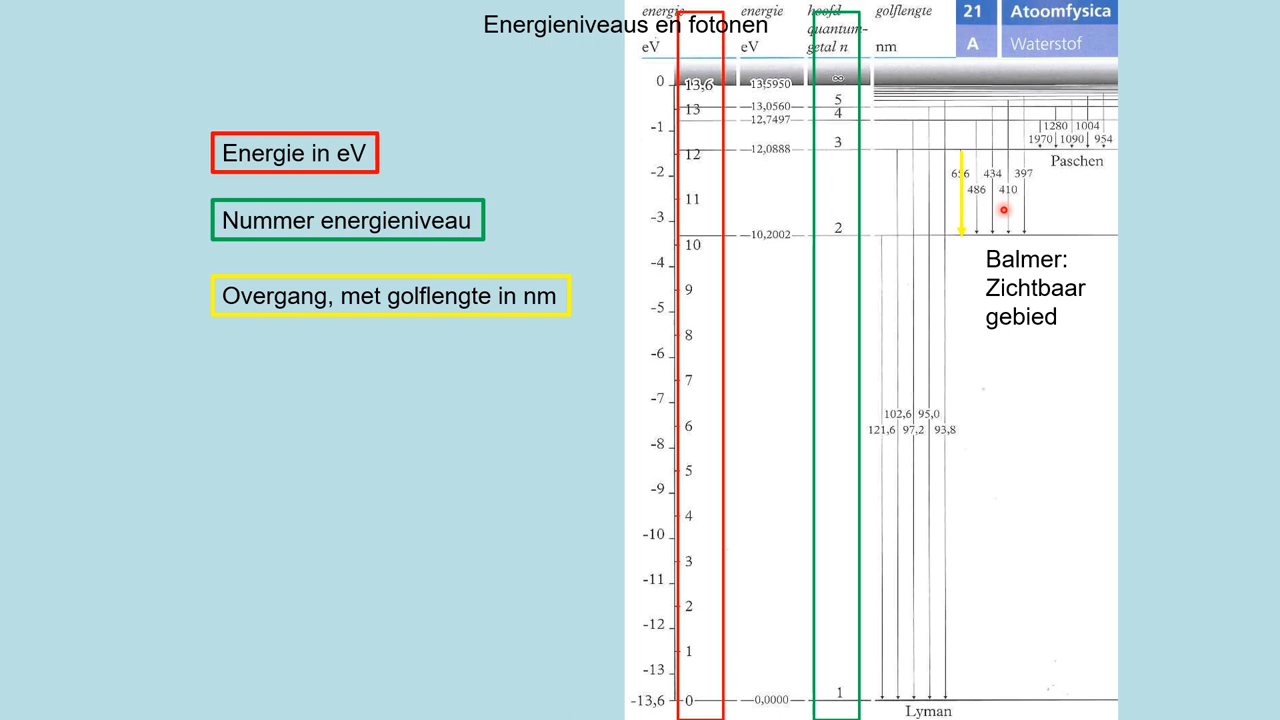 Energieniveaus en fotonen
energie
energie
hoofd-
quantum-
getal n
golflengte
eV
eV
nm
21
Atoomfysica
A
Waterstof
Energie in eV
Nummer energieniveau
Overgang, met golflengte in nm
0
-1
-2
-3
-4
-5
-6
-7
-8
-9
-10
-11
-12
-13
-13,6
13,6
13
12
11
10
9
8
7
6
5
4
3
2
1
0
13,5950
13,0560
12,7497
12,0888
10,2002
0,0000
∞
5
4
3
2
1
1280
1004
1970
1090
954
Paschen
656
434
397
486
410
Balmer:
Zichtbaar
gebied
102,6
95,0
121,6
97,2
93,8
Lyman